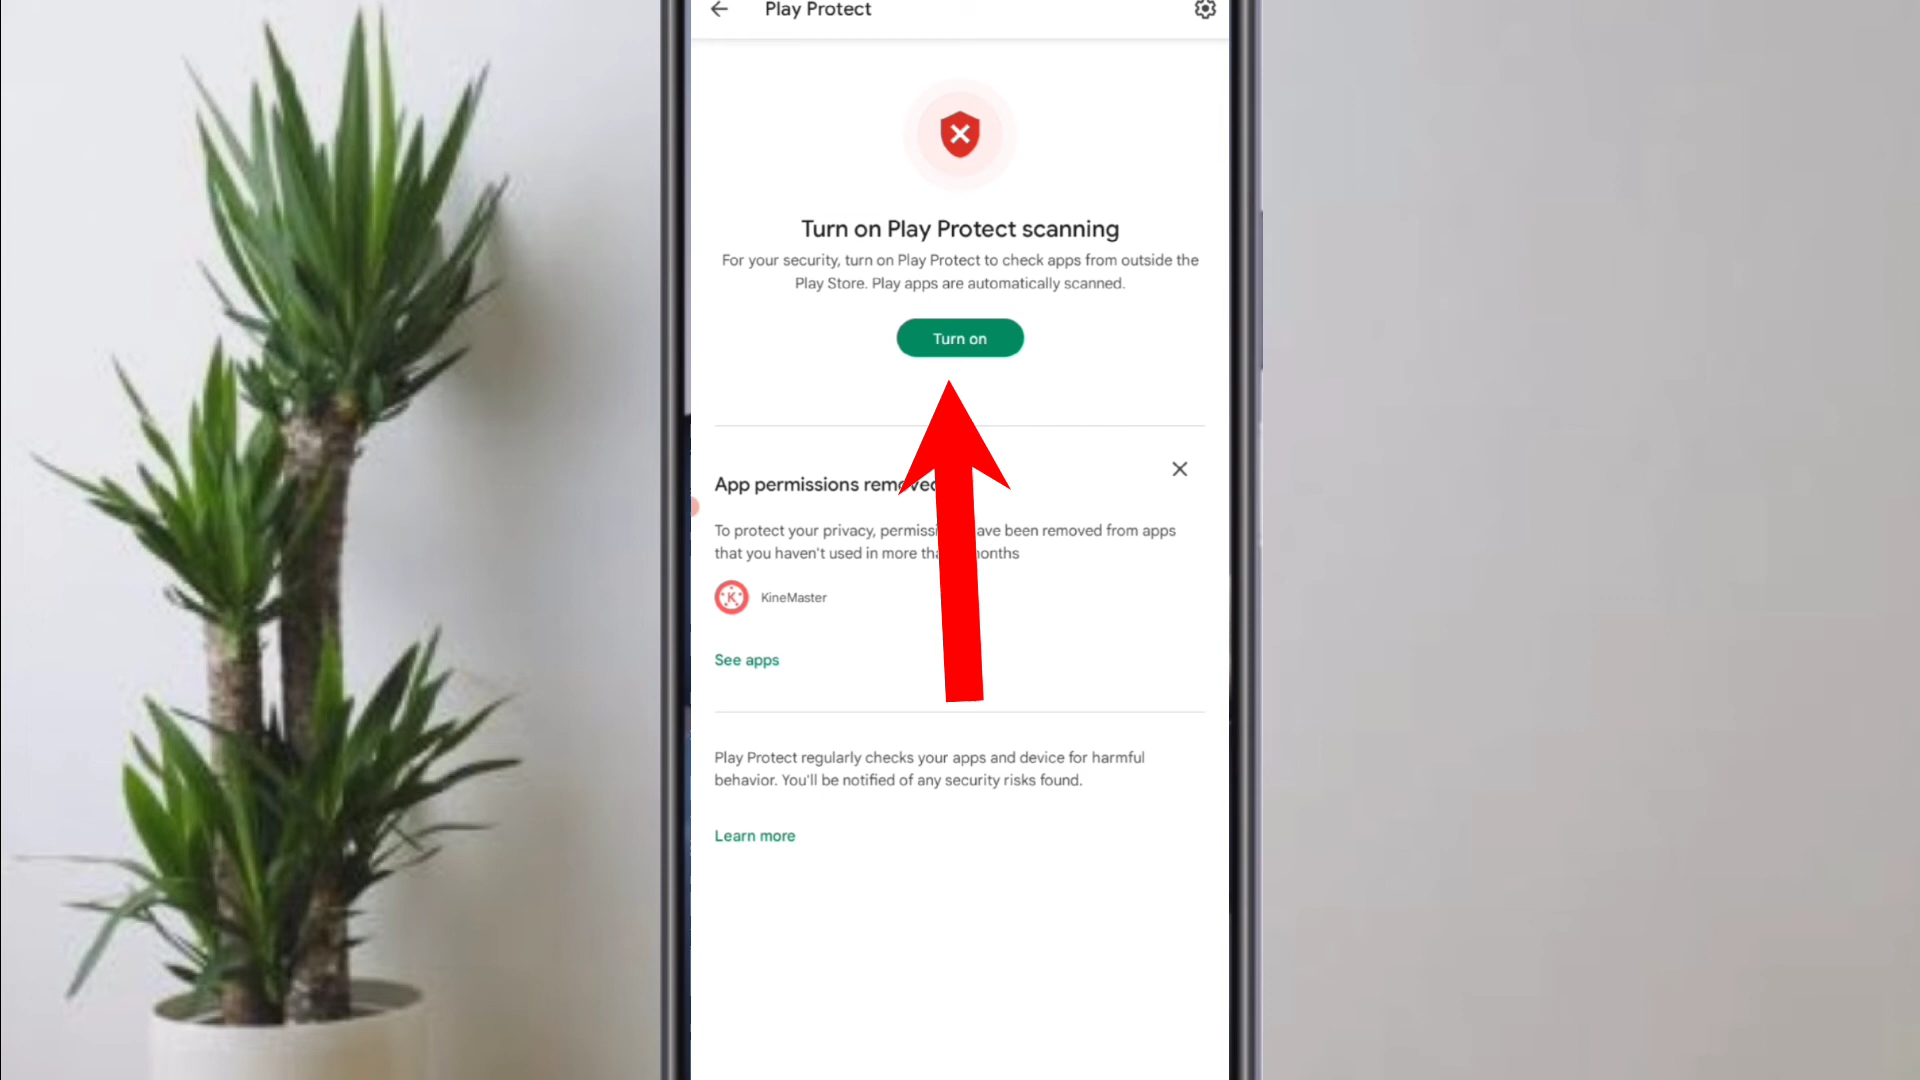 Play Protect
Turn on Play Protect scanning
For your security, turn on Play Protect to check apps from outside the
Play Store. Play apps are automatically scanned.
Turn on
App permissions removed
To protect your privacy, have been removed from apps
that you haven't used in more months
K
KineMaster
See apps
Play Protect regularly checks your apps and device for harmful
behavior. You'll be notified of any security risks found.
Learn more